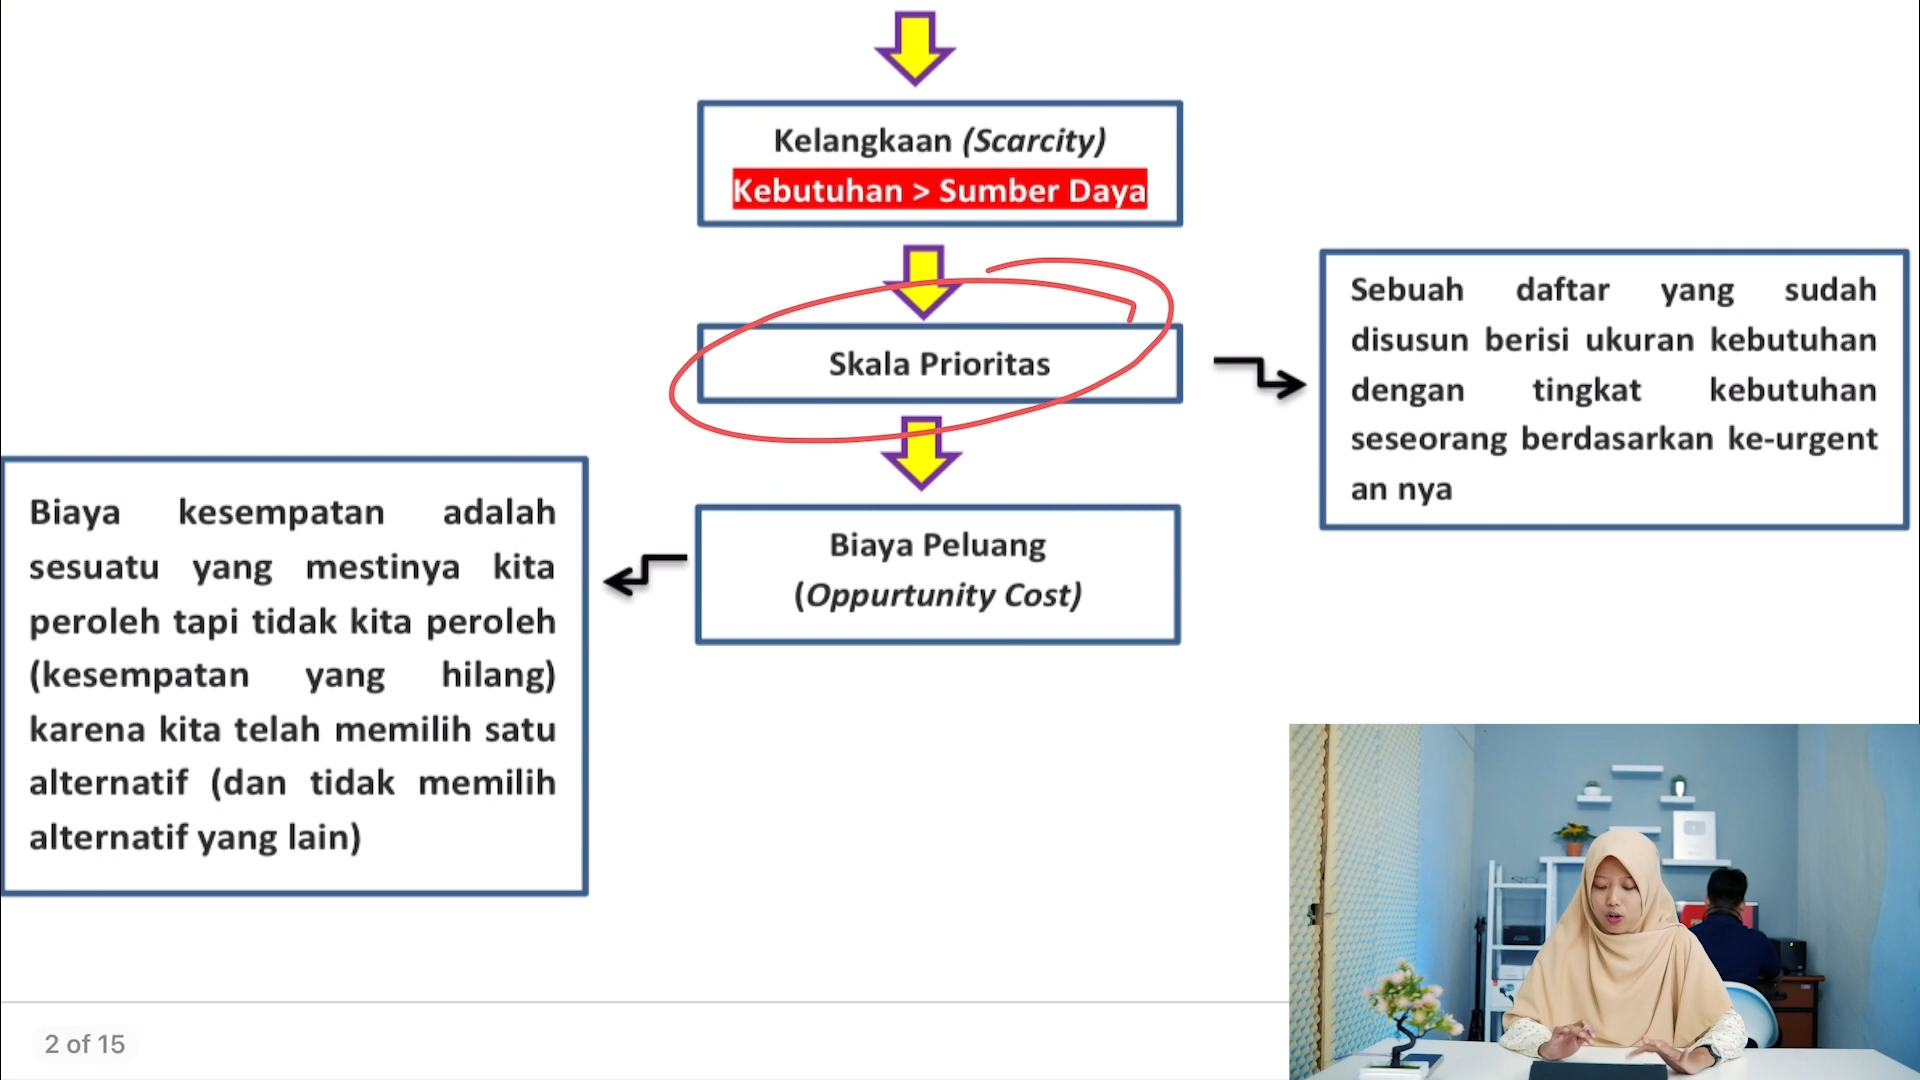 Kelangkaan (Scarcity)
Kebutuhan > Sumber Daya
Skala Prioritas
Sebuah daftar yang sudah
disusun berisi ukuran kebutuhan
dengan tingkat kebutuhan
seseorang berdasarkan ke-urgent
an nya
Biaya Peluang
(Oppurtunity Cost)
Biaya kesempatan adalah
sesuatu yang mestinya kita
peroleh tapi tidak kita peroleh
(kesempatan yang hilang)
karena kita telah memilih satu
alternatif (dan tidak memilih
alternatif yang lain)
2 of 15